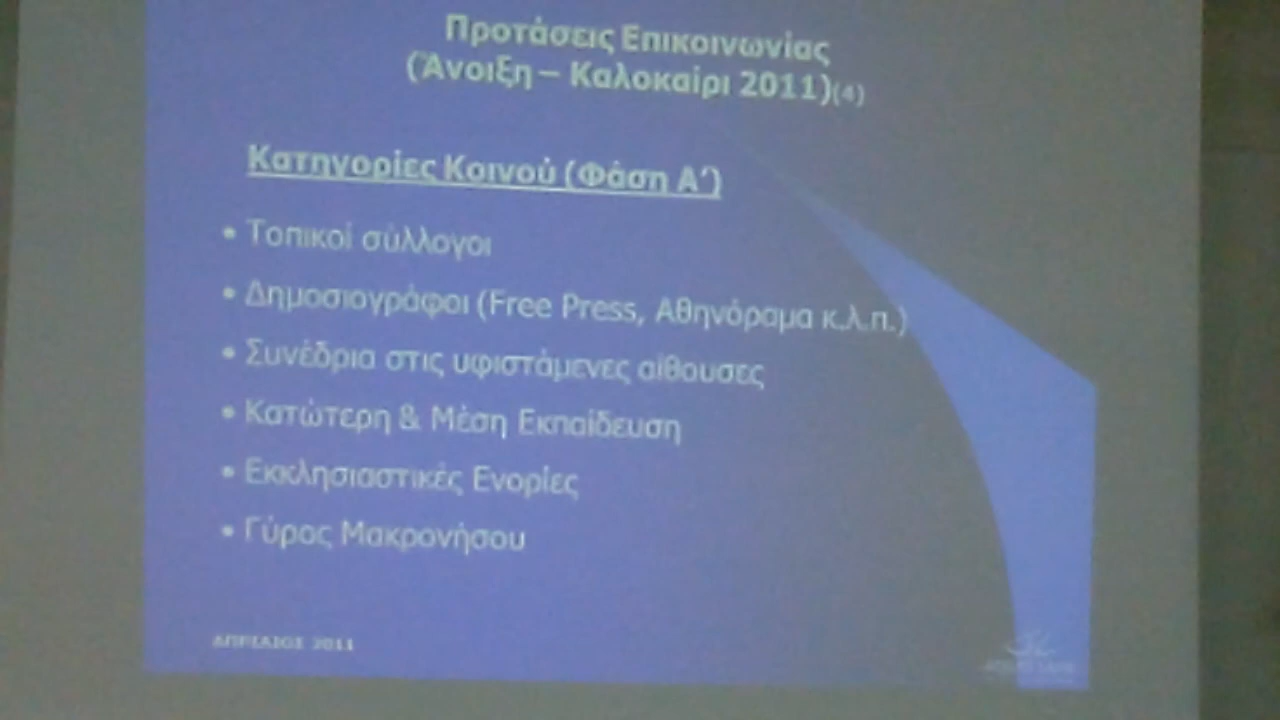 Προτάσεις Επικοινωνίας
(Άνοιξη – Καλοκαίρι 2011)(4)
Κατηγορίες Κοινού (Φάση Α’)
• Τοπικοί σύλλογοι
• Δημοσιογράφοι (Free Press, Αθηνόραμα κ.λ.π.)
• Συνέδρια στις υφιστάμενες αίθουσες
• Κατώτερη & Μέση Εκπαίδευση
• Εκκλησιαστικές Ενορίες
• Γύρος Μακρονήσου
ΑΠΡΙΛΙΟΣ 2011